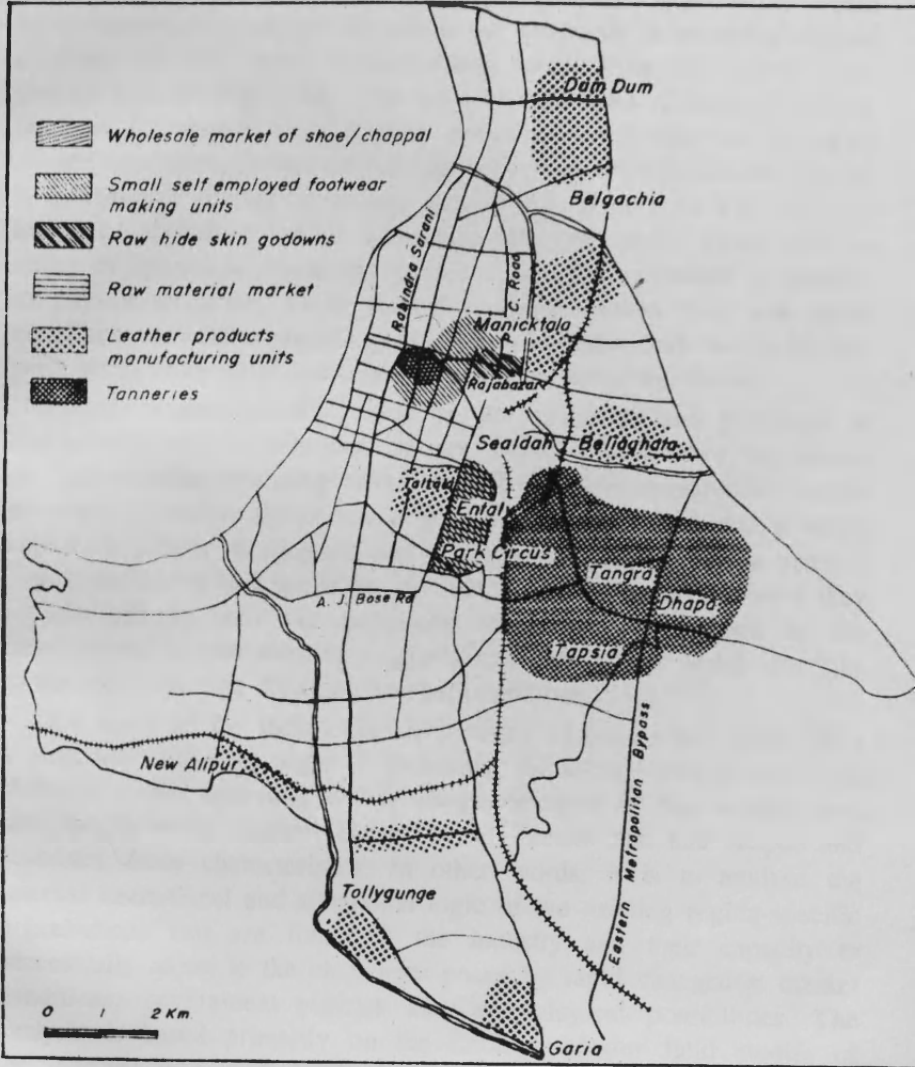 Dum Dum
Wholesale market of shoe/chappal
Small self employed footwear
making units
Belgachia
Raw hide skin godowns
Rabindra Sarani
A. P. C. Road
Raw material market
Manicktala
Leather products
manufacturing units
Rajabazar
Tanneries
Sealdah
Beliaghata
Taltola
Entaly
Park Circus
Tangra
A. J. Bose Rd
Dhapa
Tapsia
New Alipur
Eastern Metropolitan Bypass
Tollygunge
0 1 2 Km.
Garia